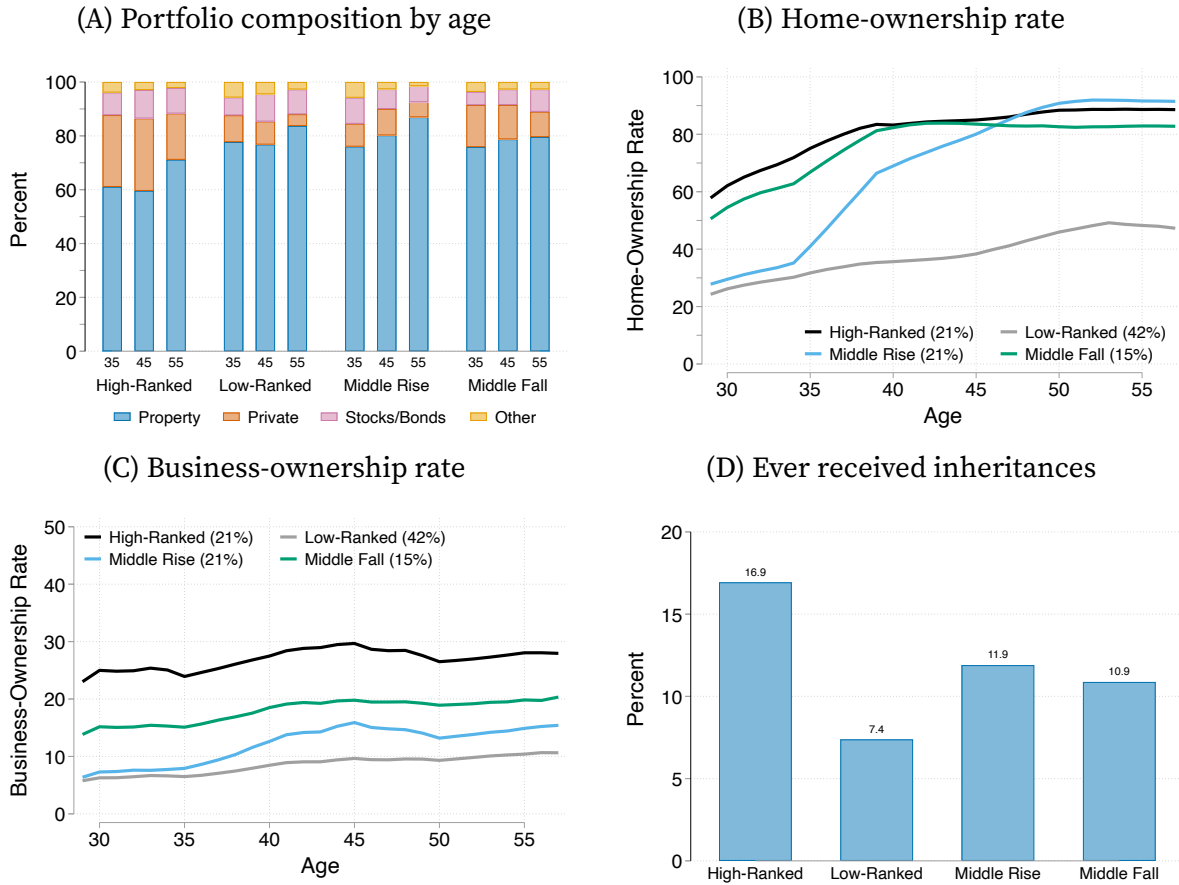 (A) Portfolio composition by age
Percent
100
80
60
40
20
0
35 45 55 35 45 55 35 45 55 35 45 55
High-Ranked Low-Ranked Middle Rise Middle Fall
Property Private Stocks/Bonds Other
(B) Home-ownership rate
Home-Ownership Rate
100
80
60
40
20
0
High-Ranked (21%) Low-Ranked (42%)
Middle Rise (21%) Middle Fall (15%)
30 35 40 45 50 55
Age
(C) Business-ownership rate
Business-Ownership Rate
50
40
30
20
10
0
High-Ranked (21%) Low-Ranked (42%)
Middle Rise (21%) Middle Fall (15%)
30 35 40 45 50 55
Age
(D) Ever received inheritances
Percent
20
15
10
5
0
16.9
7.4
11.9
10.9
High-Ranked Low-Ranked Middle Rise Middle Fall